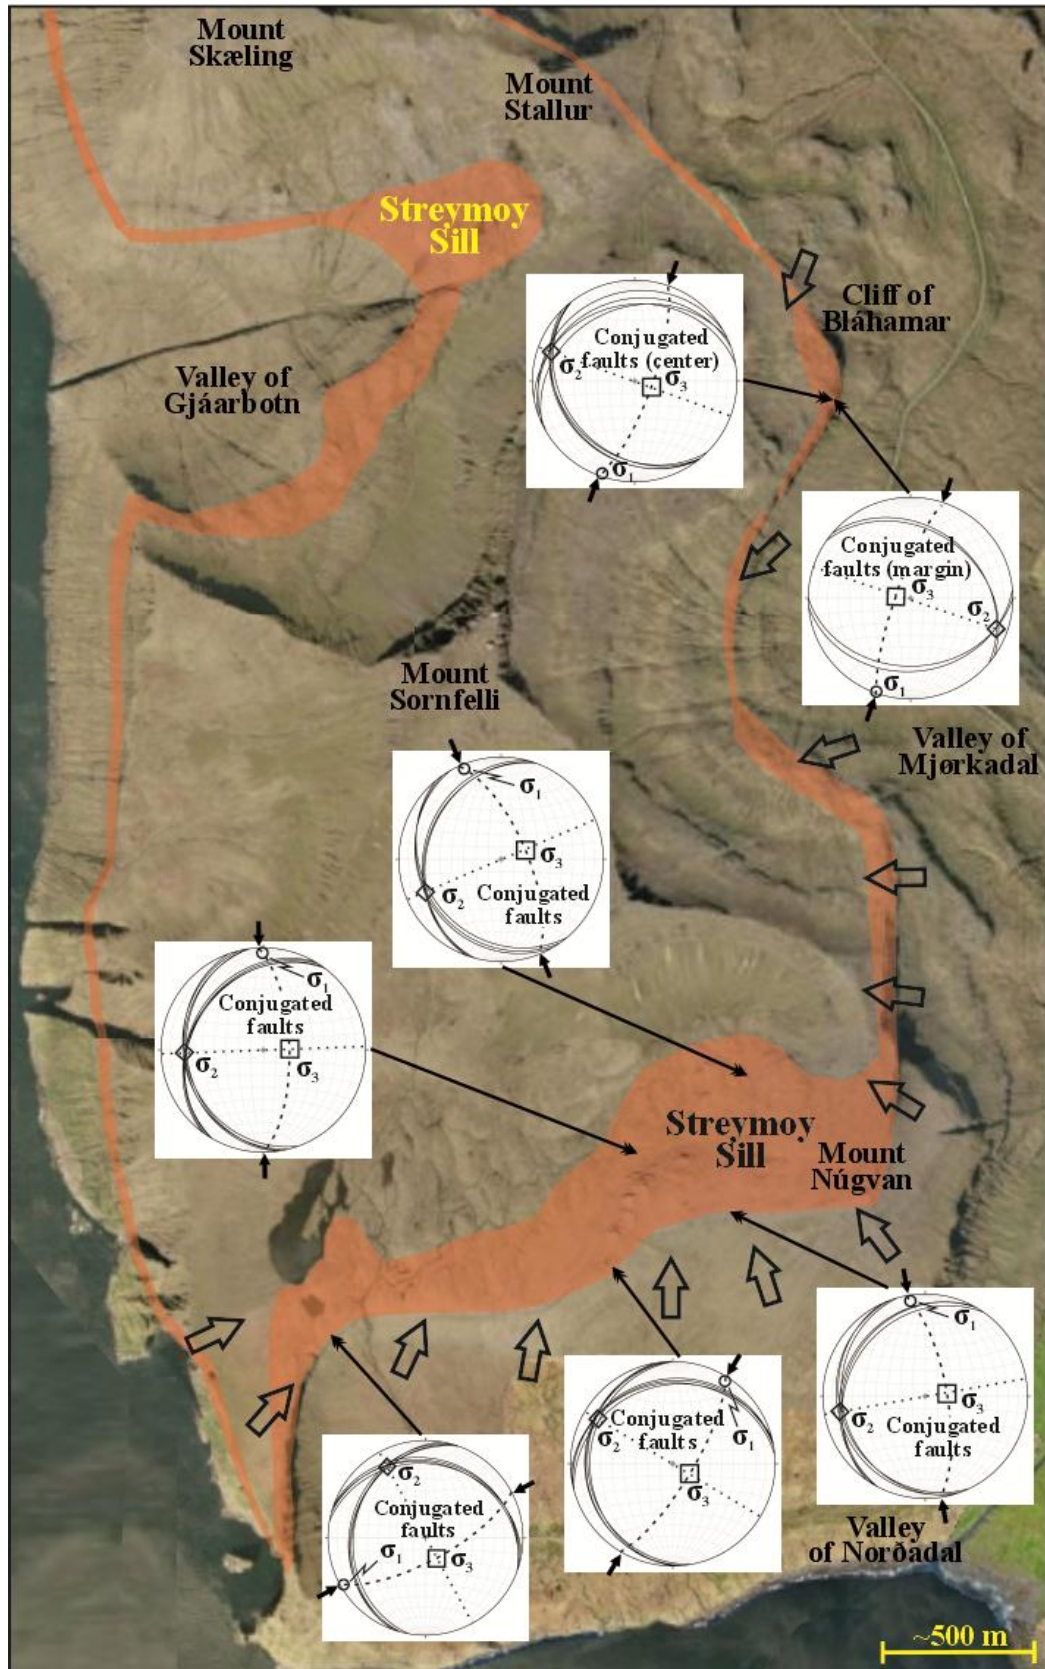 Mount
Skæling
Mount
Stallur
Streymoy
Sill
Cliff of
Bláhamar
Conjugated
faults (center)
σ2
σ3
σ1
Valley of
Gjáarbotn
Conjugated
faults (margin)
σ3
σ2
σ1
Mount
Sornfelli
Valley of
Mjørkadal
σ1
σ3
σ2
Conjugated
faults
σ1
Conjugated
faults
σ2
σ3
Streymoy
Sill
Mount
Núgvan
σ1
σ3
σ2
Conjugated
faults
Conjugated
faults
σ2
σ1
σ3
σ2
Conjugated
faults
σ1
σ3
Valley
of Norðadal
~500 m